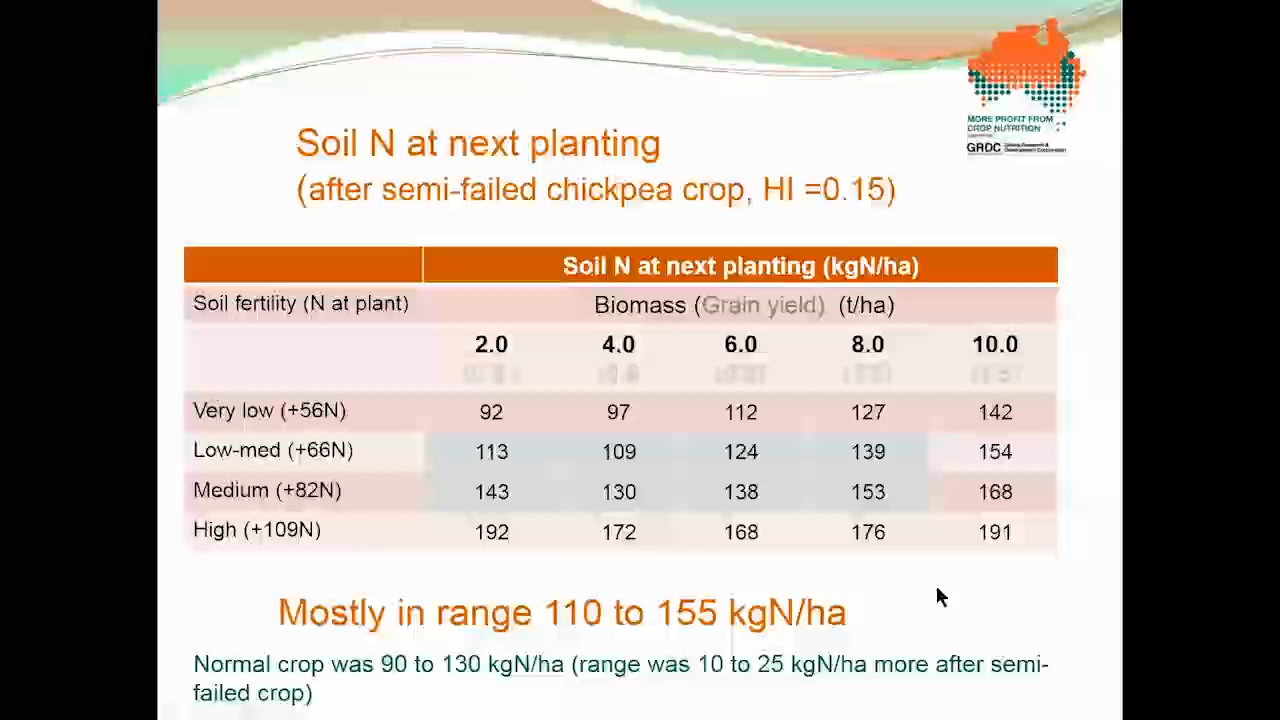 MORE PROFIT FROM
CROP NUTRITION
GRDC
Soil N at next planting
(after semi-failed chickpea crop, HI =0.15)
Soil N at next planting (kgN/ha)
Soil fertility (N at plant) Biomass (Grain yield) (t/ha)
2.0 4.0 6.0 8.0 10.0
Very low (+56N) 92 97 112 127 142
Low-med (+66N) 113 109 124 139 154
Medium (+82N) 143 130 138 153 168
High (+109N) 192 172 168 176 191
Mostly in range 110 to 155 kgN/ha
Normal crop was 90 to 130 kgN/ha (range was 10 to 25 kgN/ha more after semi-
failed crop)